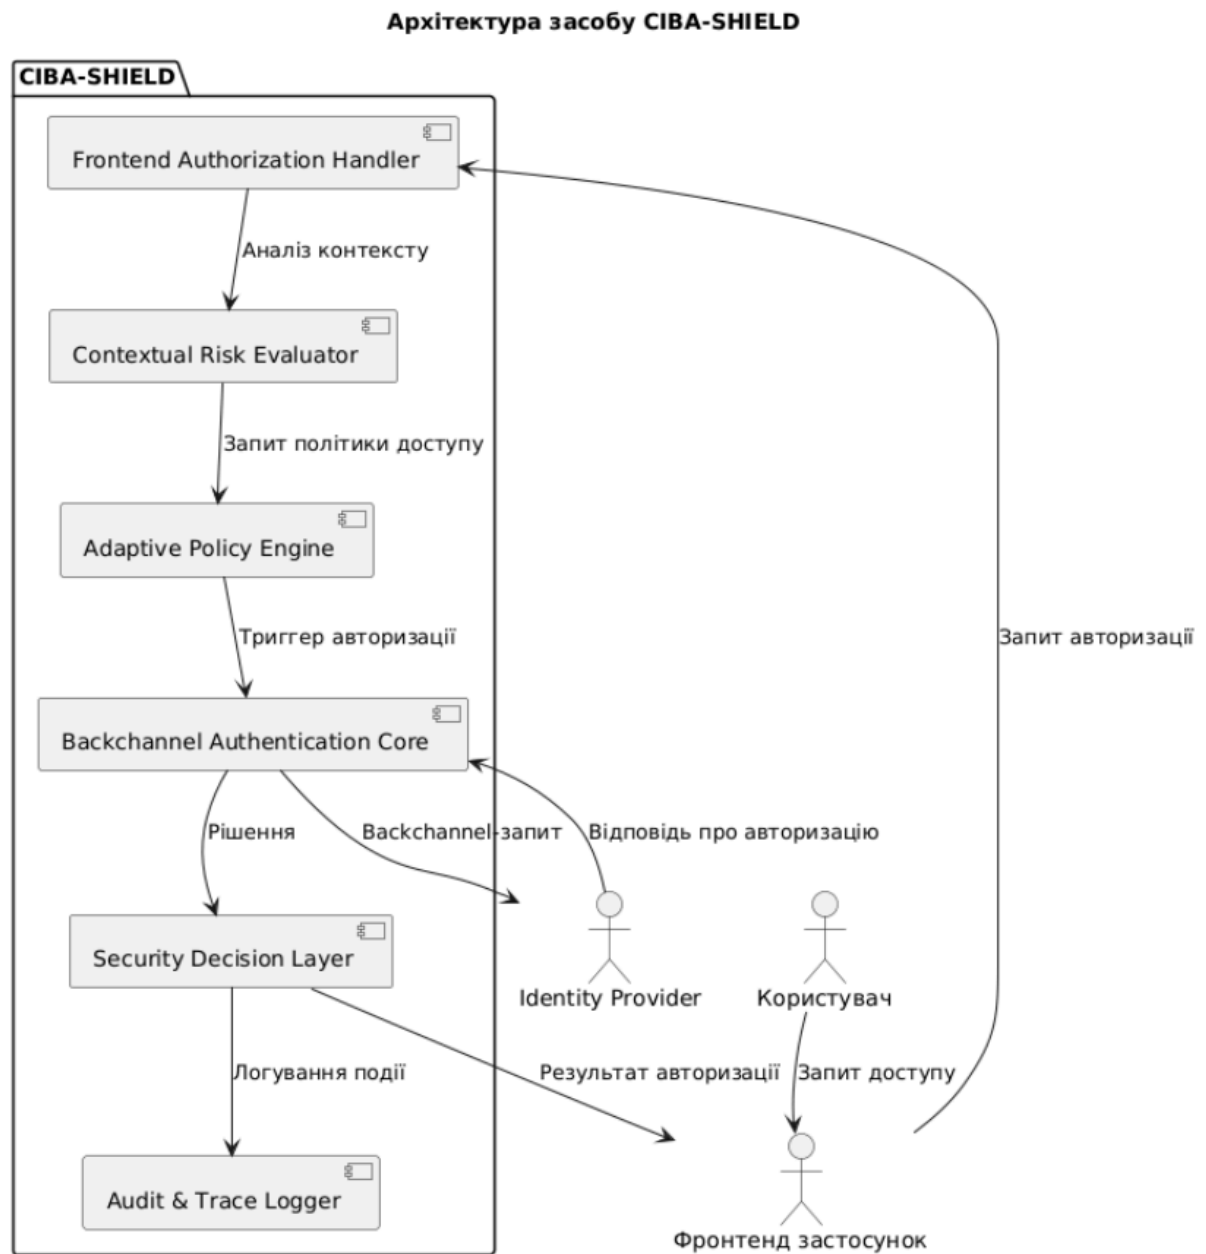 Архітектура засобу CIBA-SHIELD
CIBA-SHIELD
Frontend Authorization Handler
Аналіз контексту
Contextual Risk Evaluator
Запит політики доступу
Adaptive Policy Engine
Триггер авторизації
Запит авторизації
Backchannel Authentication Core
Рішення
Backchannel-запит
Відповідь про авторизацію
Security Decision Layer
Identity Provider
Користувач
Логування події
Результат авторизації
Запит доступу
Audit & Trace Logger
Фронтенд застосунок